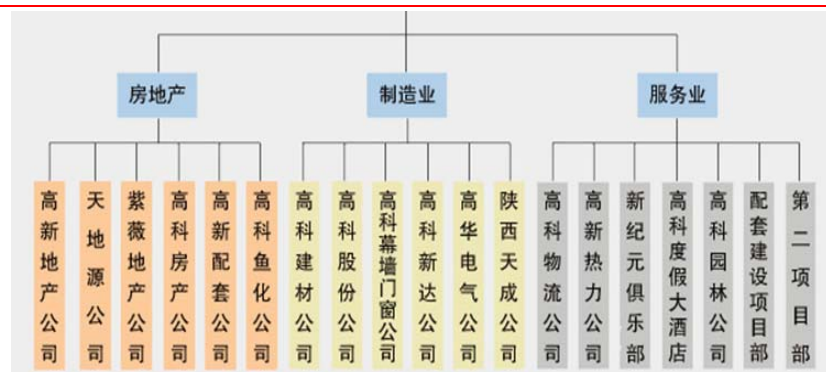 房地产
制造业
服务业
高新地产公司
天地源公司
紫薇地产公司
高科房产公司
高新配套公司
高科鱼化公司
高科建材公司
高科股份公司
高科幕墙门窗公司
高科新达公司
高华电气公司
陕西天成公司
高科物流公司
高新热力公司
新纪元俱乐部
高科度假大酒店
高科园林公司
配套建设项目部
第二项目部